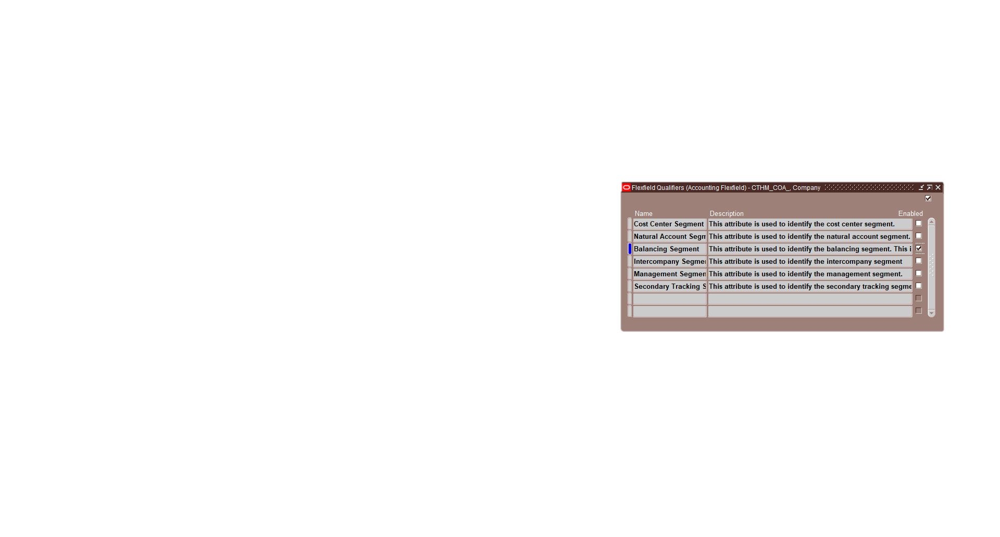 Flexfield Qualifiers (Accounting Flexfield) - CTHM_COA_, Company
Name Description Enabled
Cost Center Segment This attribute is used to identify the cost center segment.
Natural Account Segm This attribute is used to identify the natural account segment.
Balancing Segment This attribute is used to identify the balancing segment. This i
Intercompany Segmen This attribute is used to identify the intercompany segment
Management Segmen This attribute is used to identify the management segment.
Secondary Tracking S This attribute is used to identify the secondary tracking segme